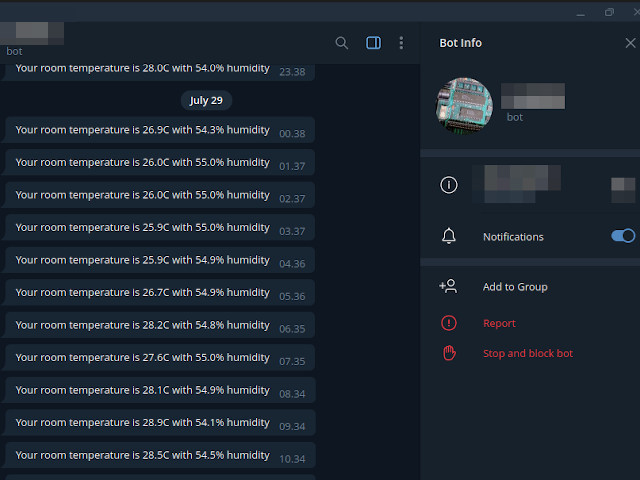 bot
Your room temperature is 28.0C with 54.0% humidity 23.38
July 29
Your room temperature is 26.9C with 54.3% humidity 00.38
Your room temperature is 26.0C with 55.0% humidity 01.37
Your room temperature is 26.0C with 55.0% humidity 02.37
Your room temperature is 25.9C with 55.0% humidity 03.37
Your room temperature is 25.9C with 54.9% humidity 04.36
Your room temperature is 26.7C with 54.9% humidity 05.36
Your room temperature is 28.2C with 54.8% humidity 06.35
Your room temperature is 27.6C with 55.0% humidity 07.35
Your room temperature is 28.1C with 54.9% humidity 08.34
Your room temperature is 28.9C with 54.1% humidity 09.34
Your room temperature is 28.5C with 54.5% humidity 10.34
Bot Info
bot
Notifications
Add to Group
Report
Stop and block bot